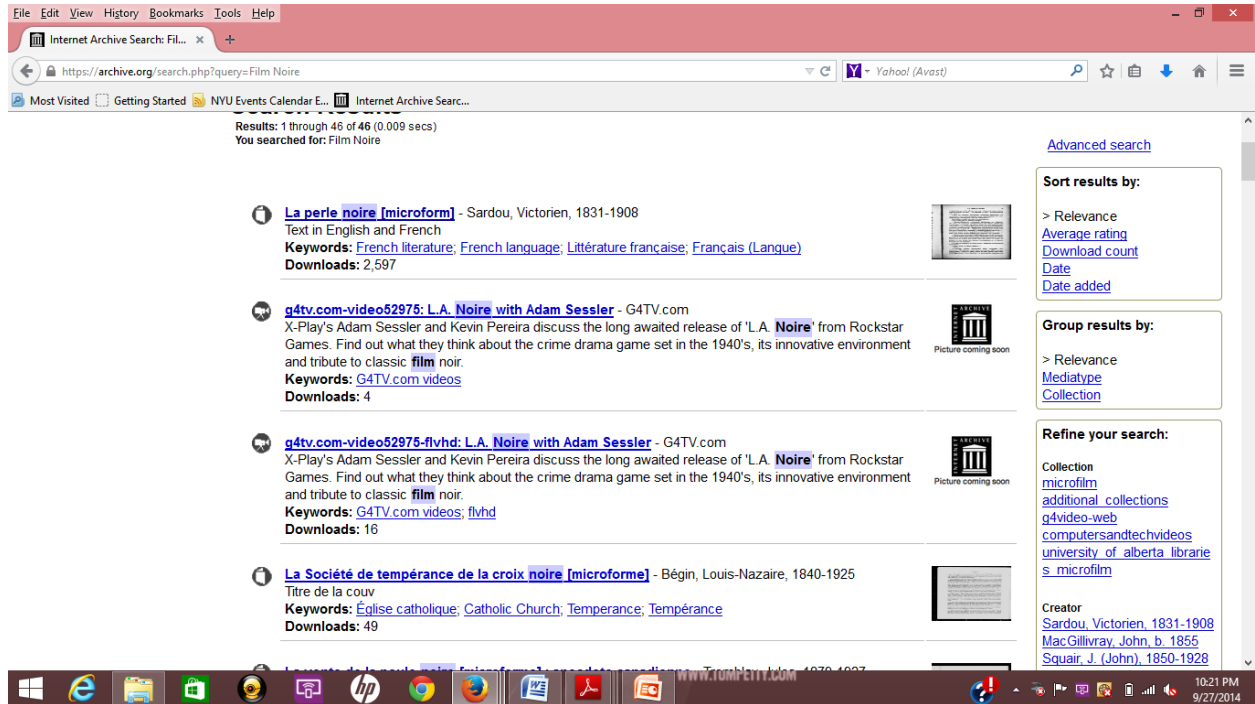 File Edit View History Bookmarks Tools Help
Internet Archive Search: Fil... × +
https://archive.org/search.php?query=Film Noire
Yahoo! (Avast)
Most Visited Getting Started NYU Events Calendar E... Internet Archive Searc...
Search Results
Results: 1 through 46 of 46 (0.009 secs)
You searched for: Film Noire
La perle noire [microform] - Sardou, Victorien, 1831-1908
Text in English and French
Keywords: French literature; French language; Littérature française; Français (Langue)
Downloads: 2,597
g4tv.com-video52975: L.A. Noire with Adam Sessler - G4TV.com
X-Play's Adam Sessler and Kevin Pereira discuss the long awaited release of 'L.A. Noire' from Rockstar
Games. Find out what they think about the crime drama game set in the 1940's, its innovative environment
and tribute to classic film noir.
Keywords: G4TV.com videos
Downloads: 4
INTERNET ARCHIVE
Picture coming soon
g4tv.com-video52975-flvhd: L.A. Noire with Adam Sessler - G4TV.com
X-Play's Adam Sessler and Kevin Pereira discuss the long awaited release of 'L.A. Noire' from Rockstar
Games. Find out what they think about the crime drama game set in the 1940's, its innovative environment
and tribute to classic film noir.
Keywords: G4TV.com videos; flvhd
Downloads: 16
INTERNET ARCHIVE
Picture coming soon
La Société de tempérance de la croix noire [microforme] - Bégin, Louis-Nazaire, 1840-1925
Titre de la couv
Keywords: Église catholique; Catholic Church; Temperance; Tempérance
Downloads: 49
Advanced search
Sort results by:
> Relevance
Average rating
Download count
Date
Date added
Group results by:
> Relevance
Mediatype
Collection
Refine your search:
Collection
microfilm
additional_collections
g4video-web
computersandtechvideos
university_of_alberta_librarie
s_microfilm
Creator
Sardou, Victorien, 1831-1908
MacGillivray, John, b. 1855
Squair, J. (John), 1850-1928
WWW.TOMPETTY.COM
10:21 PM
9/27/2014